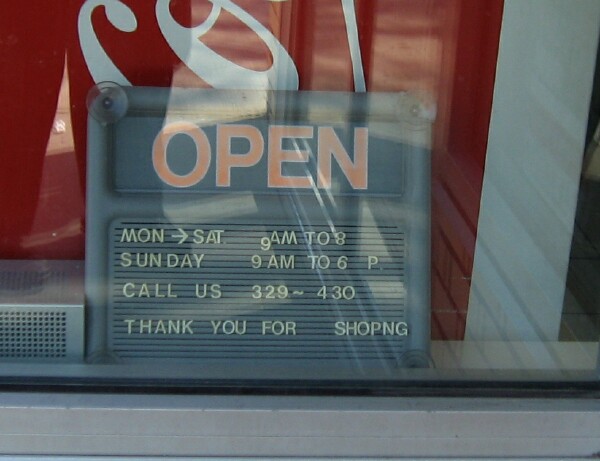 OPEN
MON → SAT. 9AM TO 8
SUNDAY 9 AM TO 6 P.
CALL US 329~ 430
THANK YOU FOR SHOPNG